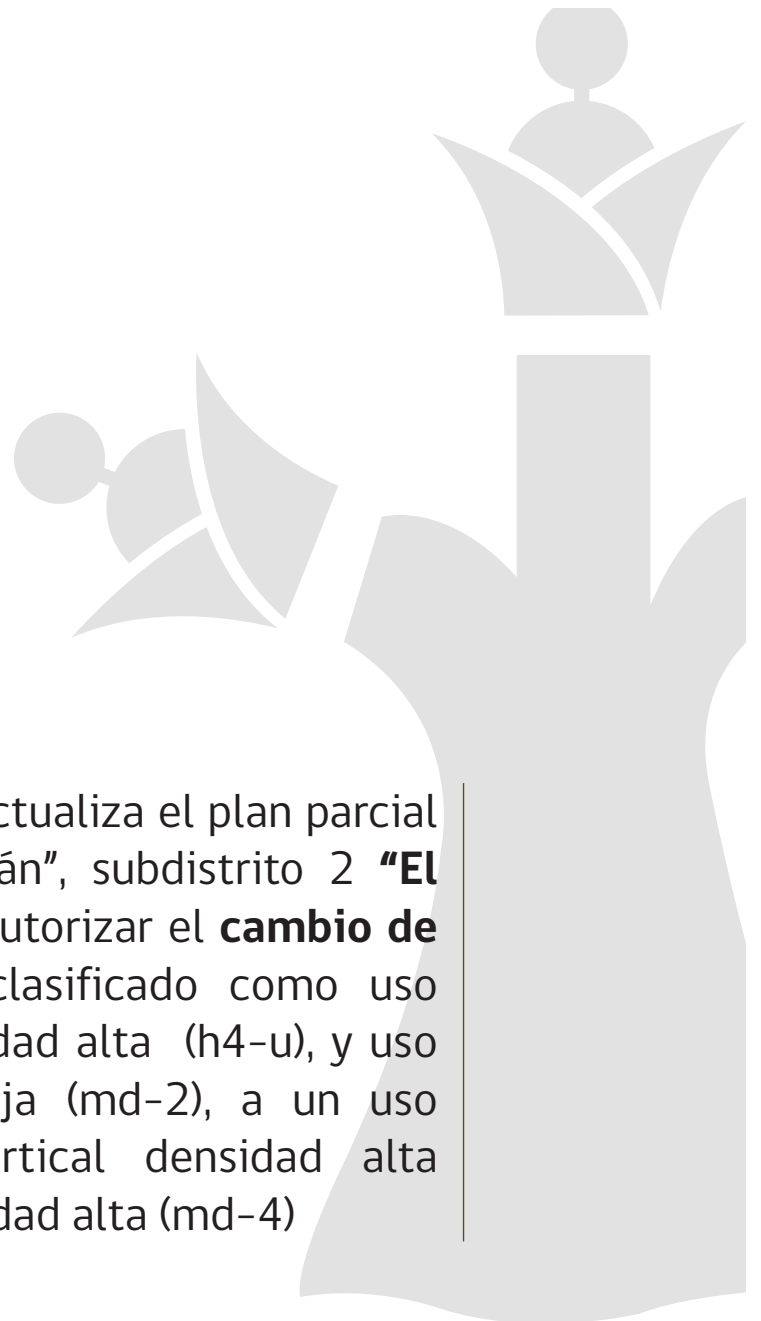 ctualiza el plan parcial
án”, subdistrito 2 “El
utorizar el cambio de
clasificado como uso
dad alta (h4-u), y uso
ja (md-2), a un uso
rtical densidad alta
dad alta (md-4)